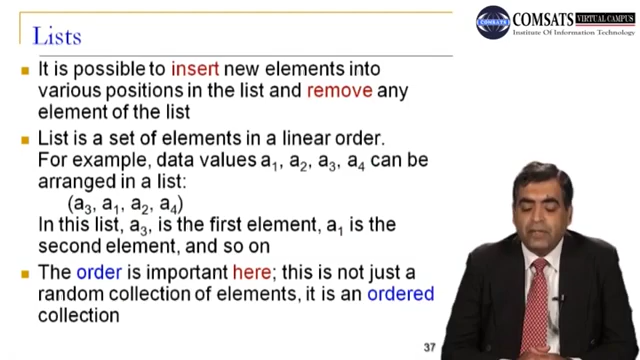 COMSATS VIRTUAL CAMPUS
Institute Of Information Technology
COMSATS
Lists
It is possible to insert new elements into
various positions in the list and remove any
element of the list
List is a set of elements in a linear order.
For example, data values a1, a2, a3, a4 can be
arranged in a list:
(a3, a1, a2, a4)
In this list, a3, is the first element, a1 is the
second element, and so on
The order is important here; this is not just a
random collection of elements, it is an ordered
collection
37